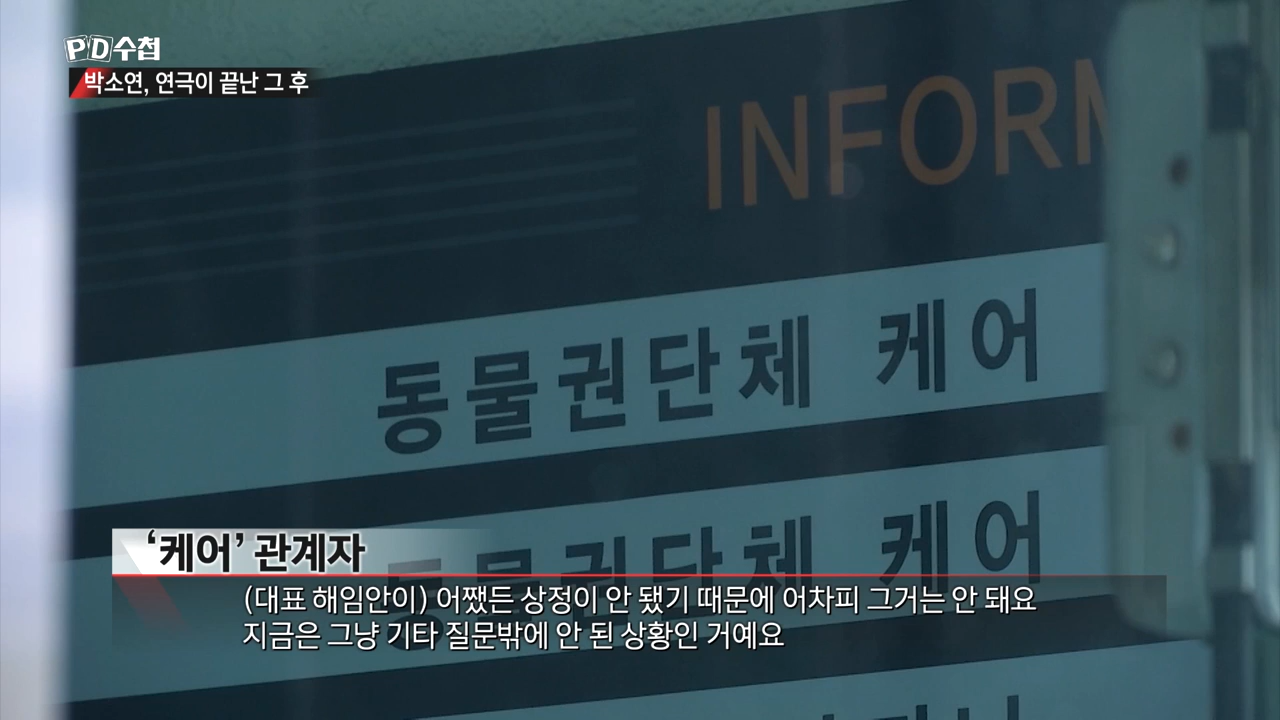 PD수첩
박소연, 연극이 끝난 그 후
INFORM
동물권단체 케어
동물권단체 케어
‘케어’ 관계자
(대표 해임안이) 어쨌든 상정이 안 됐기 때문에 어차피 그거는 안 돼요
지금은 그냥 기타 질문밖에 안 된 상황인 거예요